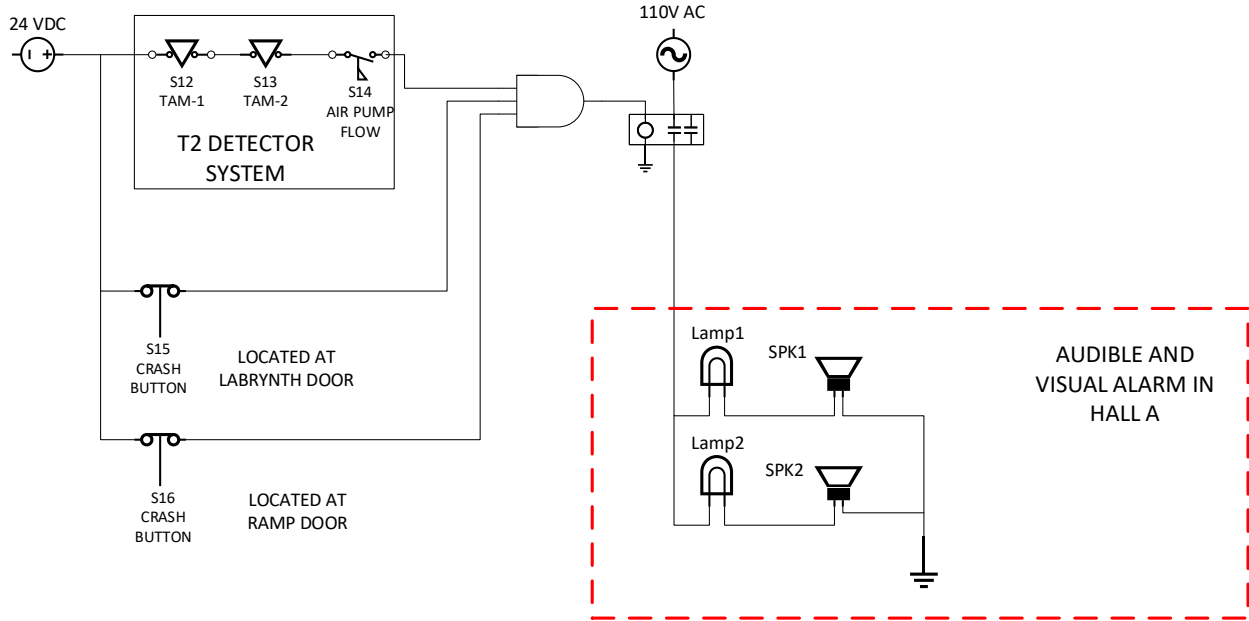 24 VDC
110V AC
S12
TAM-1
S13
TAM-2
S14
AIR PUMP
FLOW
T2 DETECTOR
SYSTEM
S15
CRASH
BUTTON
LOCATED AT
LABRYNTH DOOR
S16
CRASH
BUTTON
LOCATED AT
RAMP DOOR
Lamp1
SPK1
Lamp2
SPK2
AUDIBLE AND
VISUAL ALARM IN
HALL A